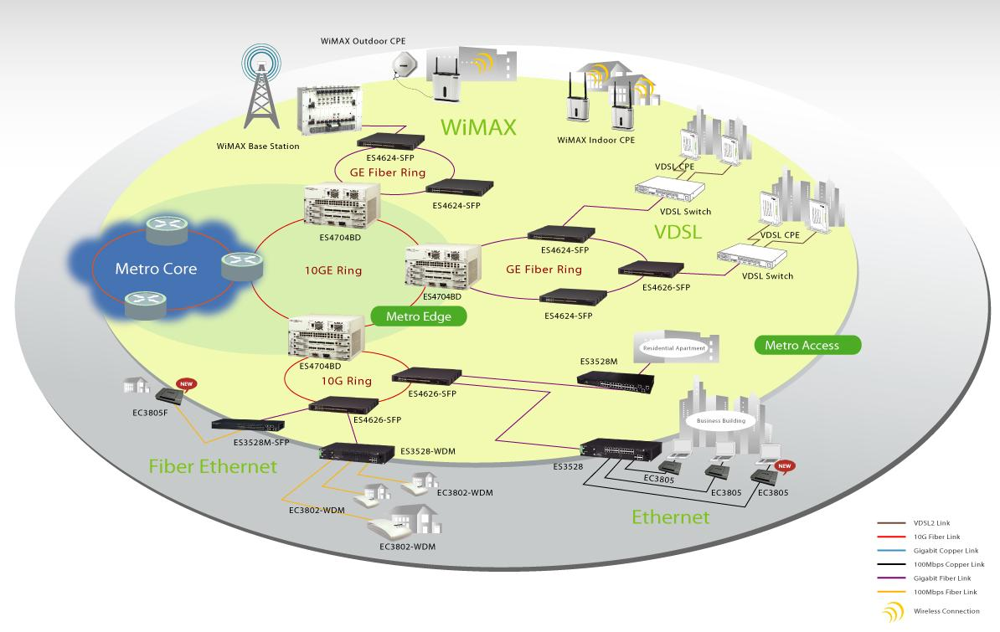 WiMAX Outdoor CPE
WiMAX
WiMAX Base Station
WiMAX Indoor CPE
ES4624-SFP
GE Fiber Ring
ES4624-SFP
VDSL CPE
VDSL Switch
VDSL
VDSL CPE
VDSL Switch
ES4704BD
Metro Core
10GE Ring
ES4704BD
ES4624-SFP
GE Fiber Ring
ES4626-SFP
ES4624-SFP
Metro Edge
Metro Access
ES4704BD
10G Ring
ES4626-SFP
ES4626-SFP
ES3528M
Residential Apartment
Business Building
NEW
EC3805F
ES3528M-SFP
Fiber Ethernet
ES3528-WDM
EC3802-WDM
EC3802-WDM
EC3802-WDM
ES3528
EC3805
EC3805
EC3805
NEW
Ethernet
VDSL2 Link
10G Fiber Link
Gigabit Copper Link
100Mbps Copper Link
Gigabit Fiber Link
100Mbps Fiber Link
Wireless Connection